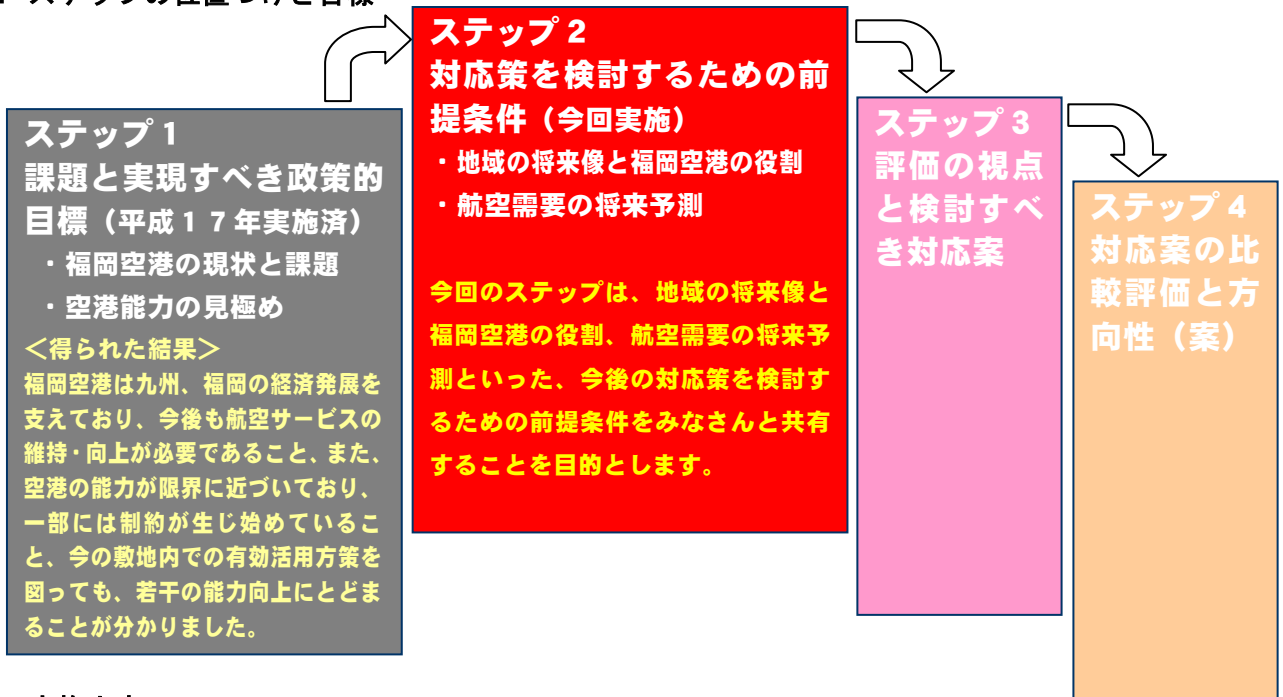 ステップ1
課題と実現すべき政策的
目標（平成17年実施済）
・福岡空港の現状と課題
・空港能力の見極め
＜得られた結果＞
福岡空港は九州、福岡の経済発展を
支えており、今後も航空サービスの
維持・向上が必要であること、また、
空港の能力が限界に近づいており、
一部には制約が生じ始めているこ
と、今の敷地内での有効活用方策を
図っても、若干の能力向上にとどま
ることが分かりました。
ステップ2
対応策を検討するための前
提条件（今回実施）
・地域の将来像と福岡空港の役割
・航空需要の将来予測
今回のステップは、地域の将来像と
福岡空港の役割、航空需要の将来予
測といった、今後の対応策を検討す
るための前提条件をみなさんと共有
することを目的とします。
ステップ3
評価の視点
と検討すべ
き対応案
ステップ4
対応案の比
較評価と方
向性（案）